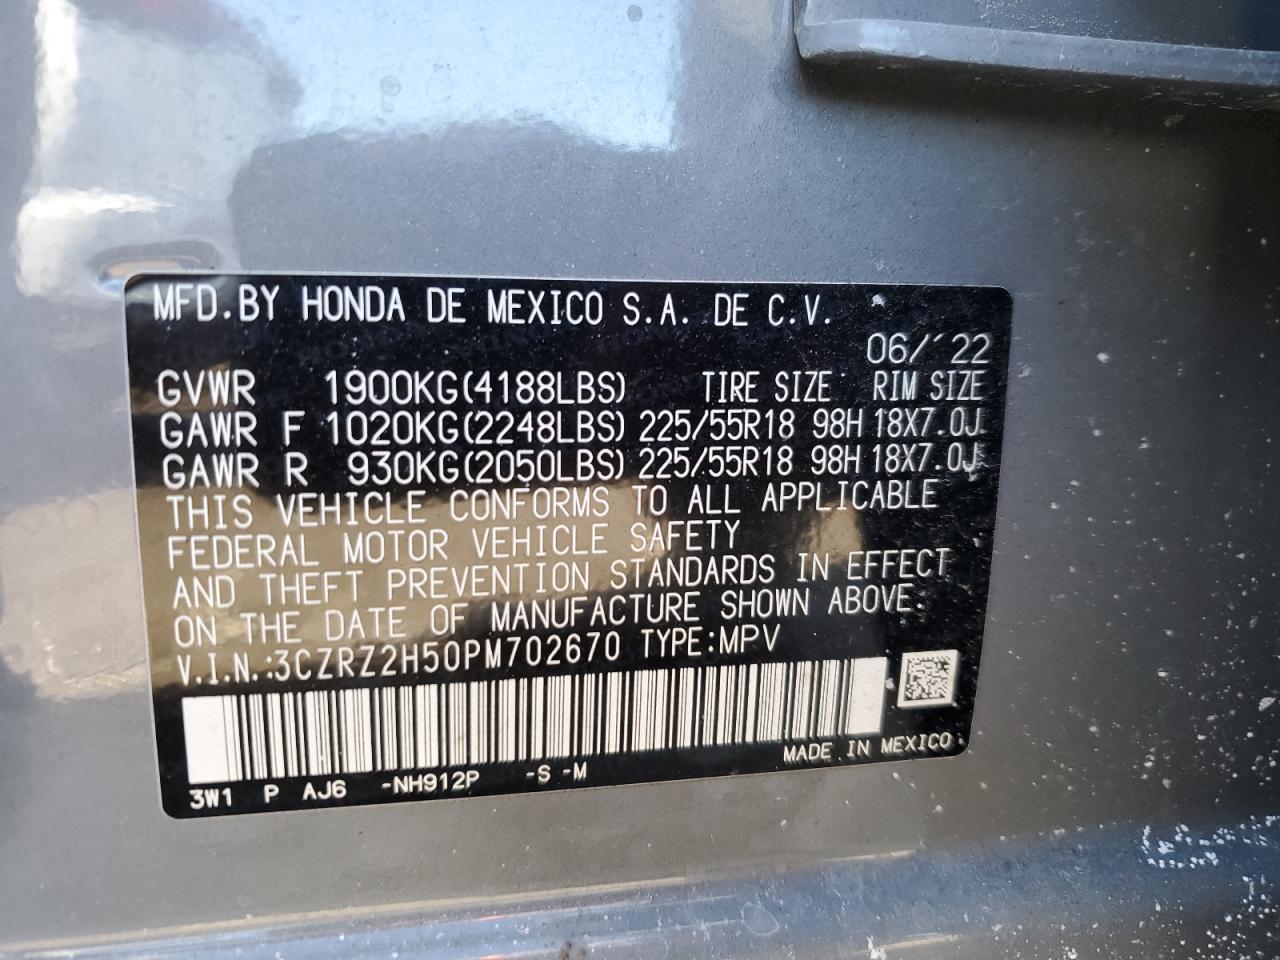 MFD.BY HONDA DE MEXICO S.A. DE C.V.
06/´22
GVWR 1900KG(4188LBS) TIRE SIZE RIM SIZE
GAWR F 1020KG(2248LBS) 225/55R18 98H 18X7.0J
GAWR R 930KG(2050LBS) 225/55R18 98H 18X7.0J
THIS VEHICLE CONFORMS TO ALL APPLICABLE
FEDERAL MOTOR VEHICLE SAFETY
AND THEFT PREVENTION STANDARDS IN EFFECT
ON THE DATE OF MANUFACTURE SHOWN ABOVE.
V.I.N.:3CZRZ2H50PM702670 TYPE:MPV
MADE IN MEXICO
3W1 P AJ6 -NH912P -S -M